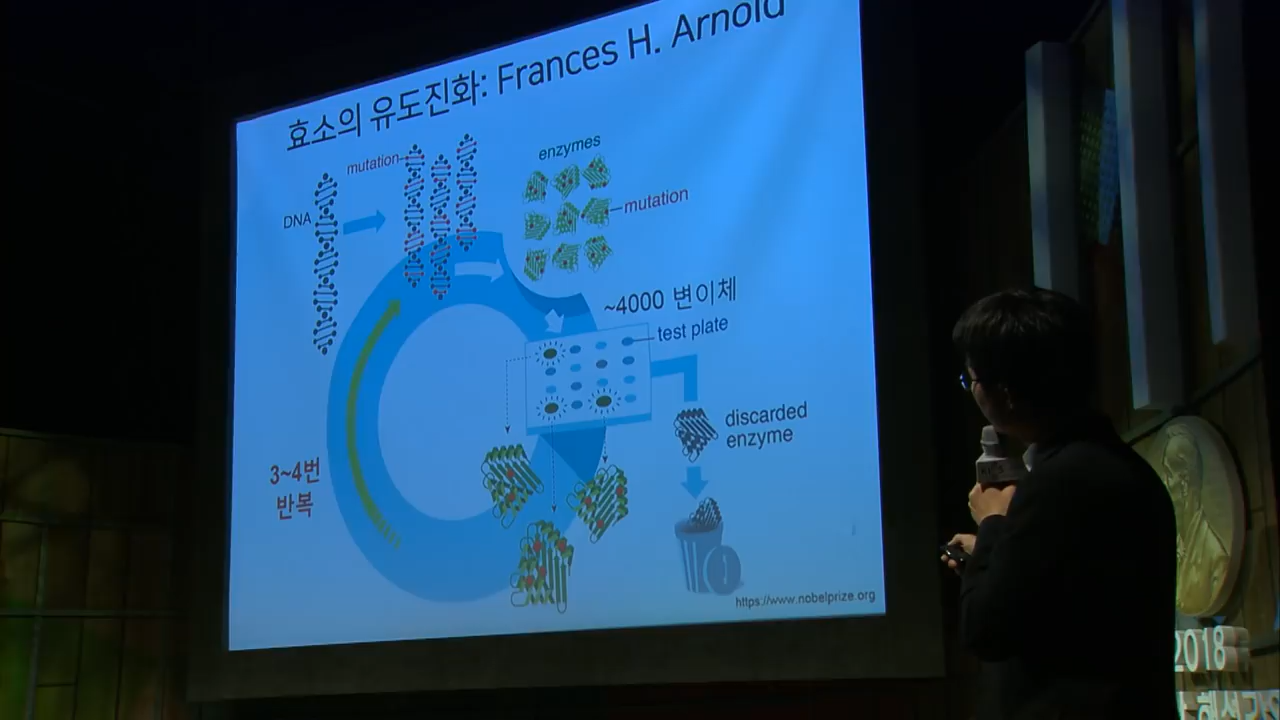 효소의 유도진화: Frances H. Arnold
mutation
DNA
enzymes
mutation
~4000 변이체
test plate
discarded
enzyme
3~4번
반복
https://www.nobelprize.org
2018